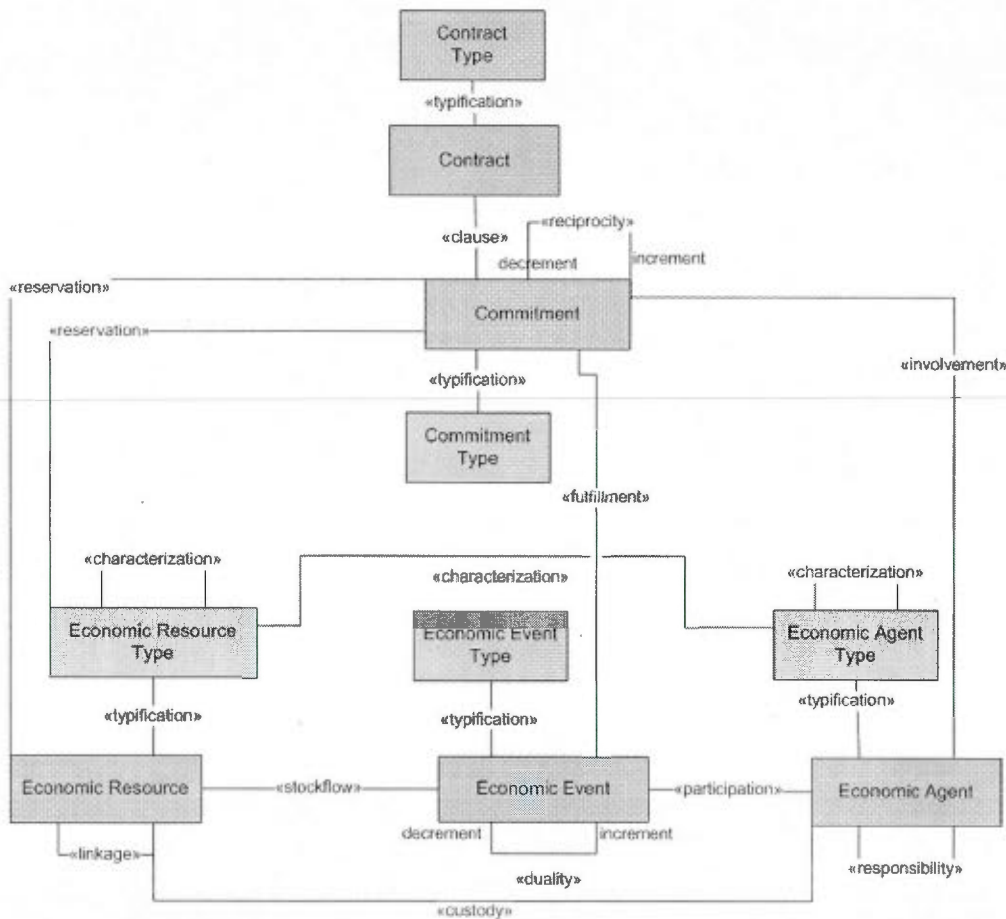 Contract
Type
«typification»
Contract
«reciprocity»
«clause»
decrement
increment
«reservation»
Commitment
«reservation»
«involvement»
«typification»
Commitment
Type
«fulfillment»
«characterization»
«characterization»
«characterization»
Economic Resource
Type
Economic Event
Type
Economic Agent
Type
«typification»
«typification»
«typification»
Economic Resource
«stockflow»
Economic Event
«participation»
Economic Agent
decrement
increment
«linkage»
«responsibility»
«duality»
«custody»